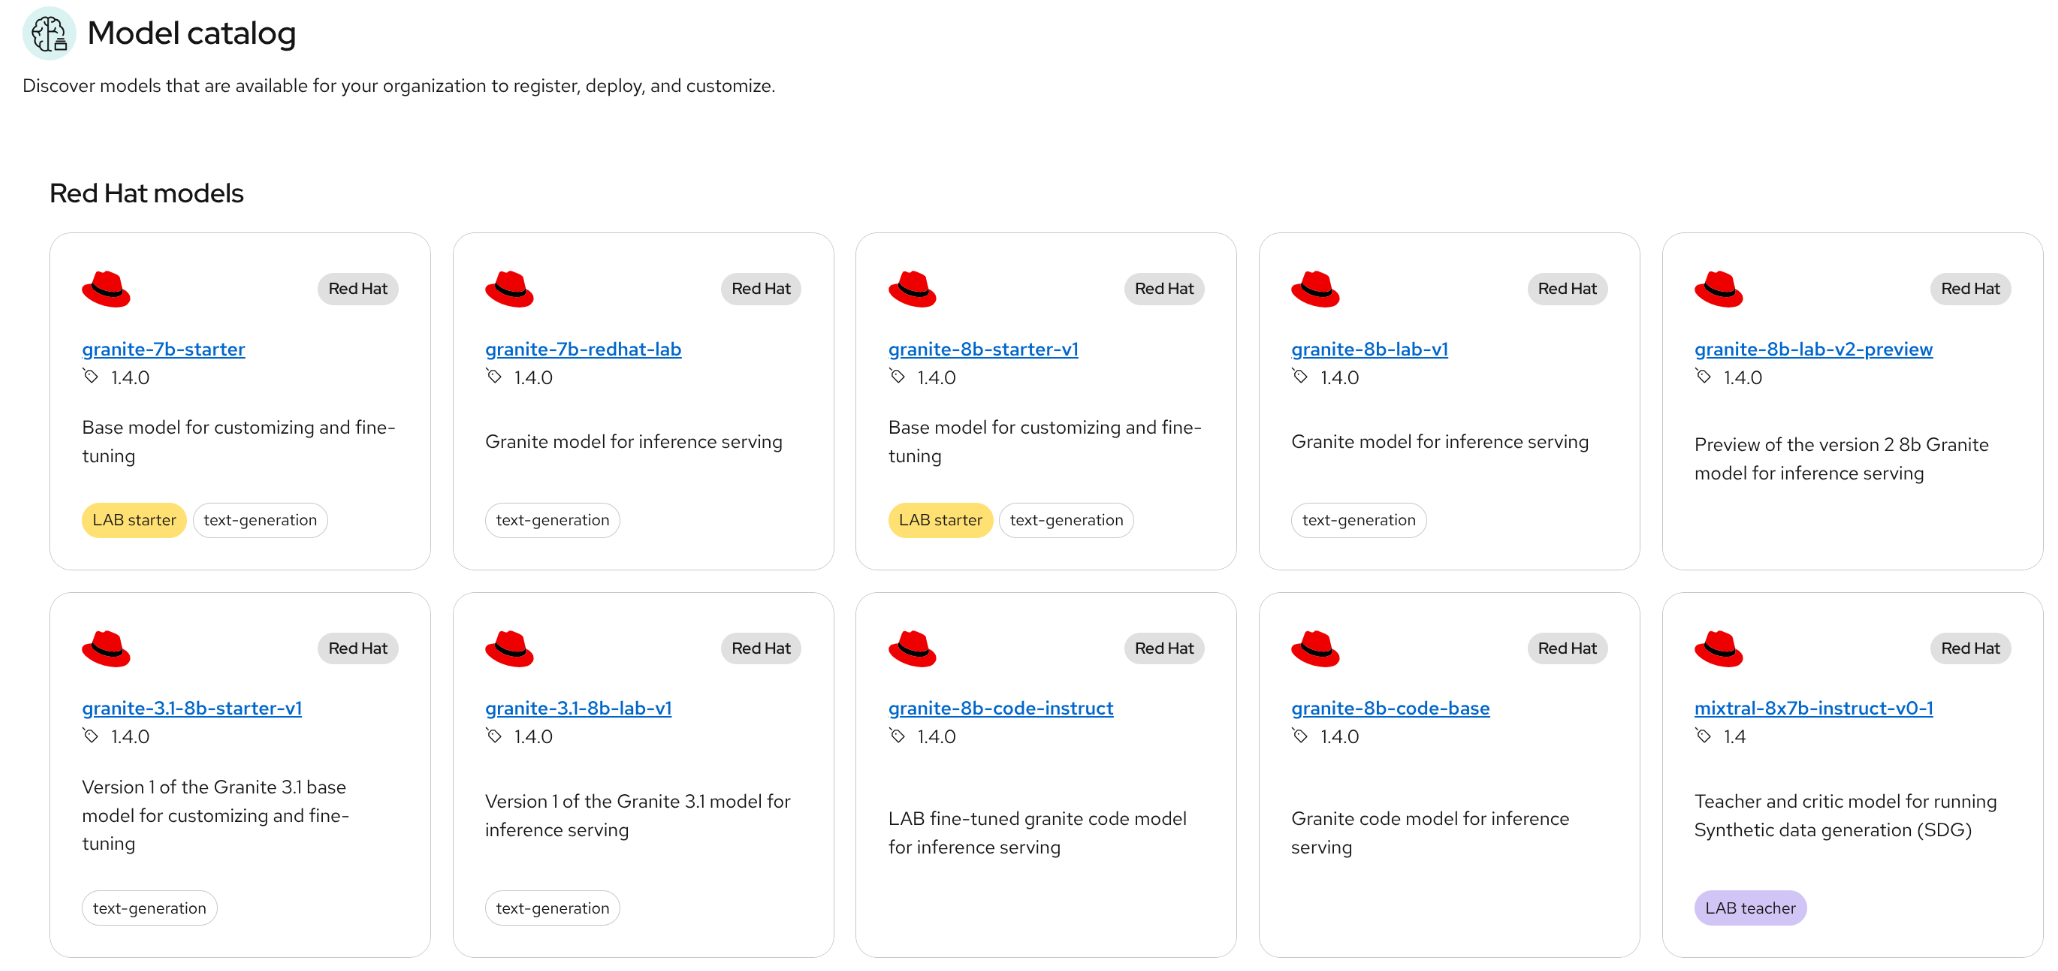 Model catalog
Discover models that are available for your organization to register, deploy, and customize.
Red Hat models
Red Hat
granite-7b-starter
1.4.0
Base model for customizing and fine-
tuning
LAB starter
text-generation
Red Hat
granite-7b-redhat-lab
1.4.0
Granite model for inference serving
text-generation
Red Hat
granite-8b-starter-v1
1.4.0
Base model for customizing and fine-
tuning
LAB starter
text-generation
Red Hat
granite-8b-lab-v1
1.4.0
Granite model for inference serving
text-generation
Red Hat
granite-8b-lab-v2-preview
1.4.0
Preview of the version 2 8b Granite
model for inference serving
Red Hat
granite-3.1-8b-starter-v1
1.4.0
Version 1 of the Granite 3.1 base
model for customizing and fine-
tuning
text-generation
Red Hat
granite-3.1-8b-lab-v1
1.4.0
Version 1 of the Granite 3.1 model for
inference serving
text-generation
Red Hat
granite-8b-code-instruct
1.4.0
LAB fine-tuned granite code model
for inference serving
Red Hat
granite-8b-code-base
1.4.0
Granite code model for inference
serving
Red Hat
mixtral-8x7b-instruct-v0-1
1.4
Teacher and critic model for running
Synthetic data generation (SDG)
LAB teacher